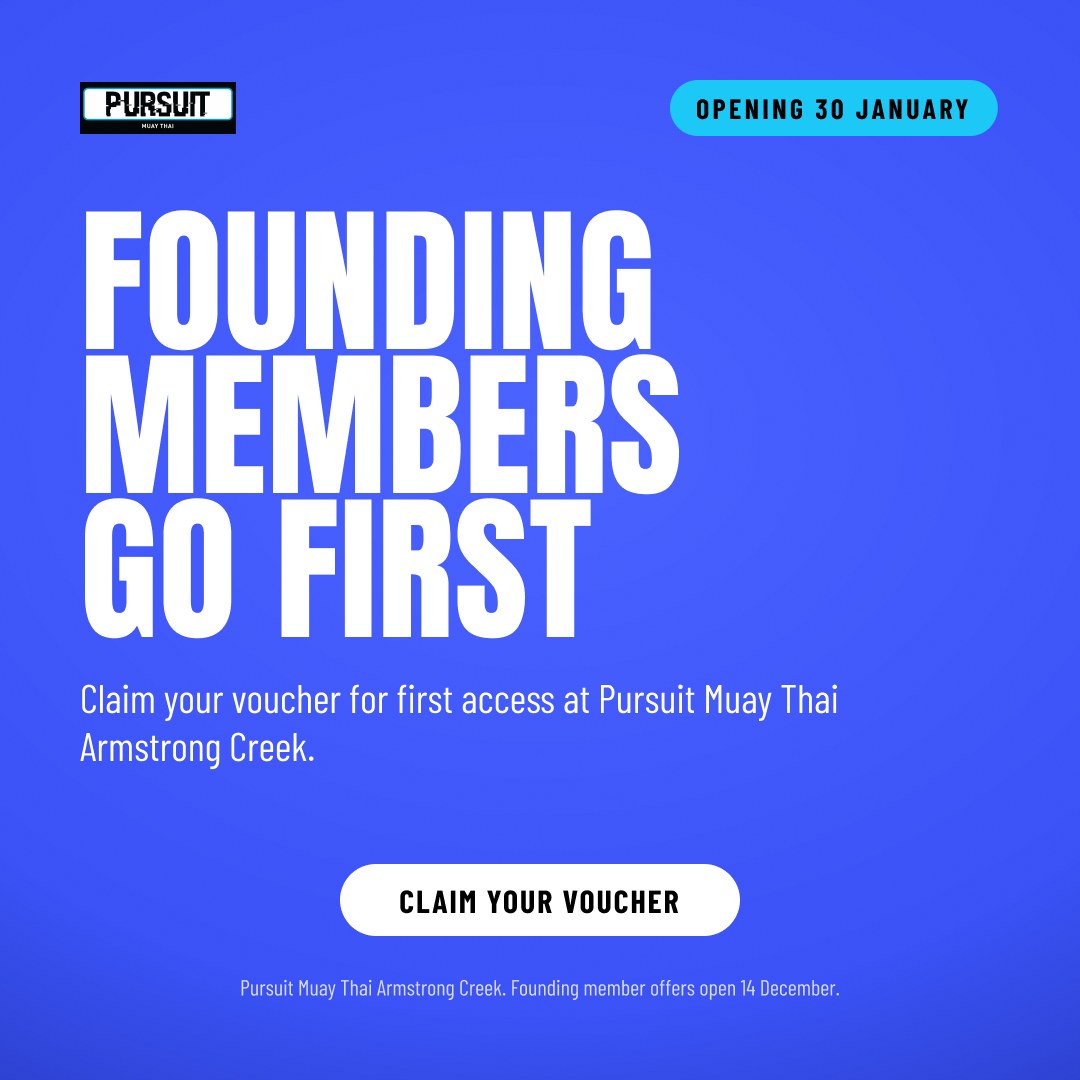 PURSUIT
MUAY THAI
OPENING 30 JANUARY
FOUNDING
MEMBERS
GO FIRST
Claim your voucher for first access at Pursuit Muay Thai
Armstrong Creek.
CLAIM YOUR VOUCHER
Pursuit Muay Thai Armstrong Creek. Founding member offers open 14 December.